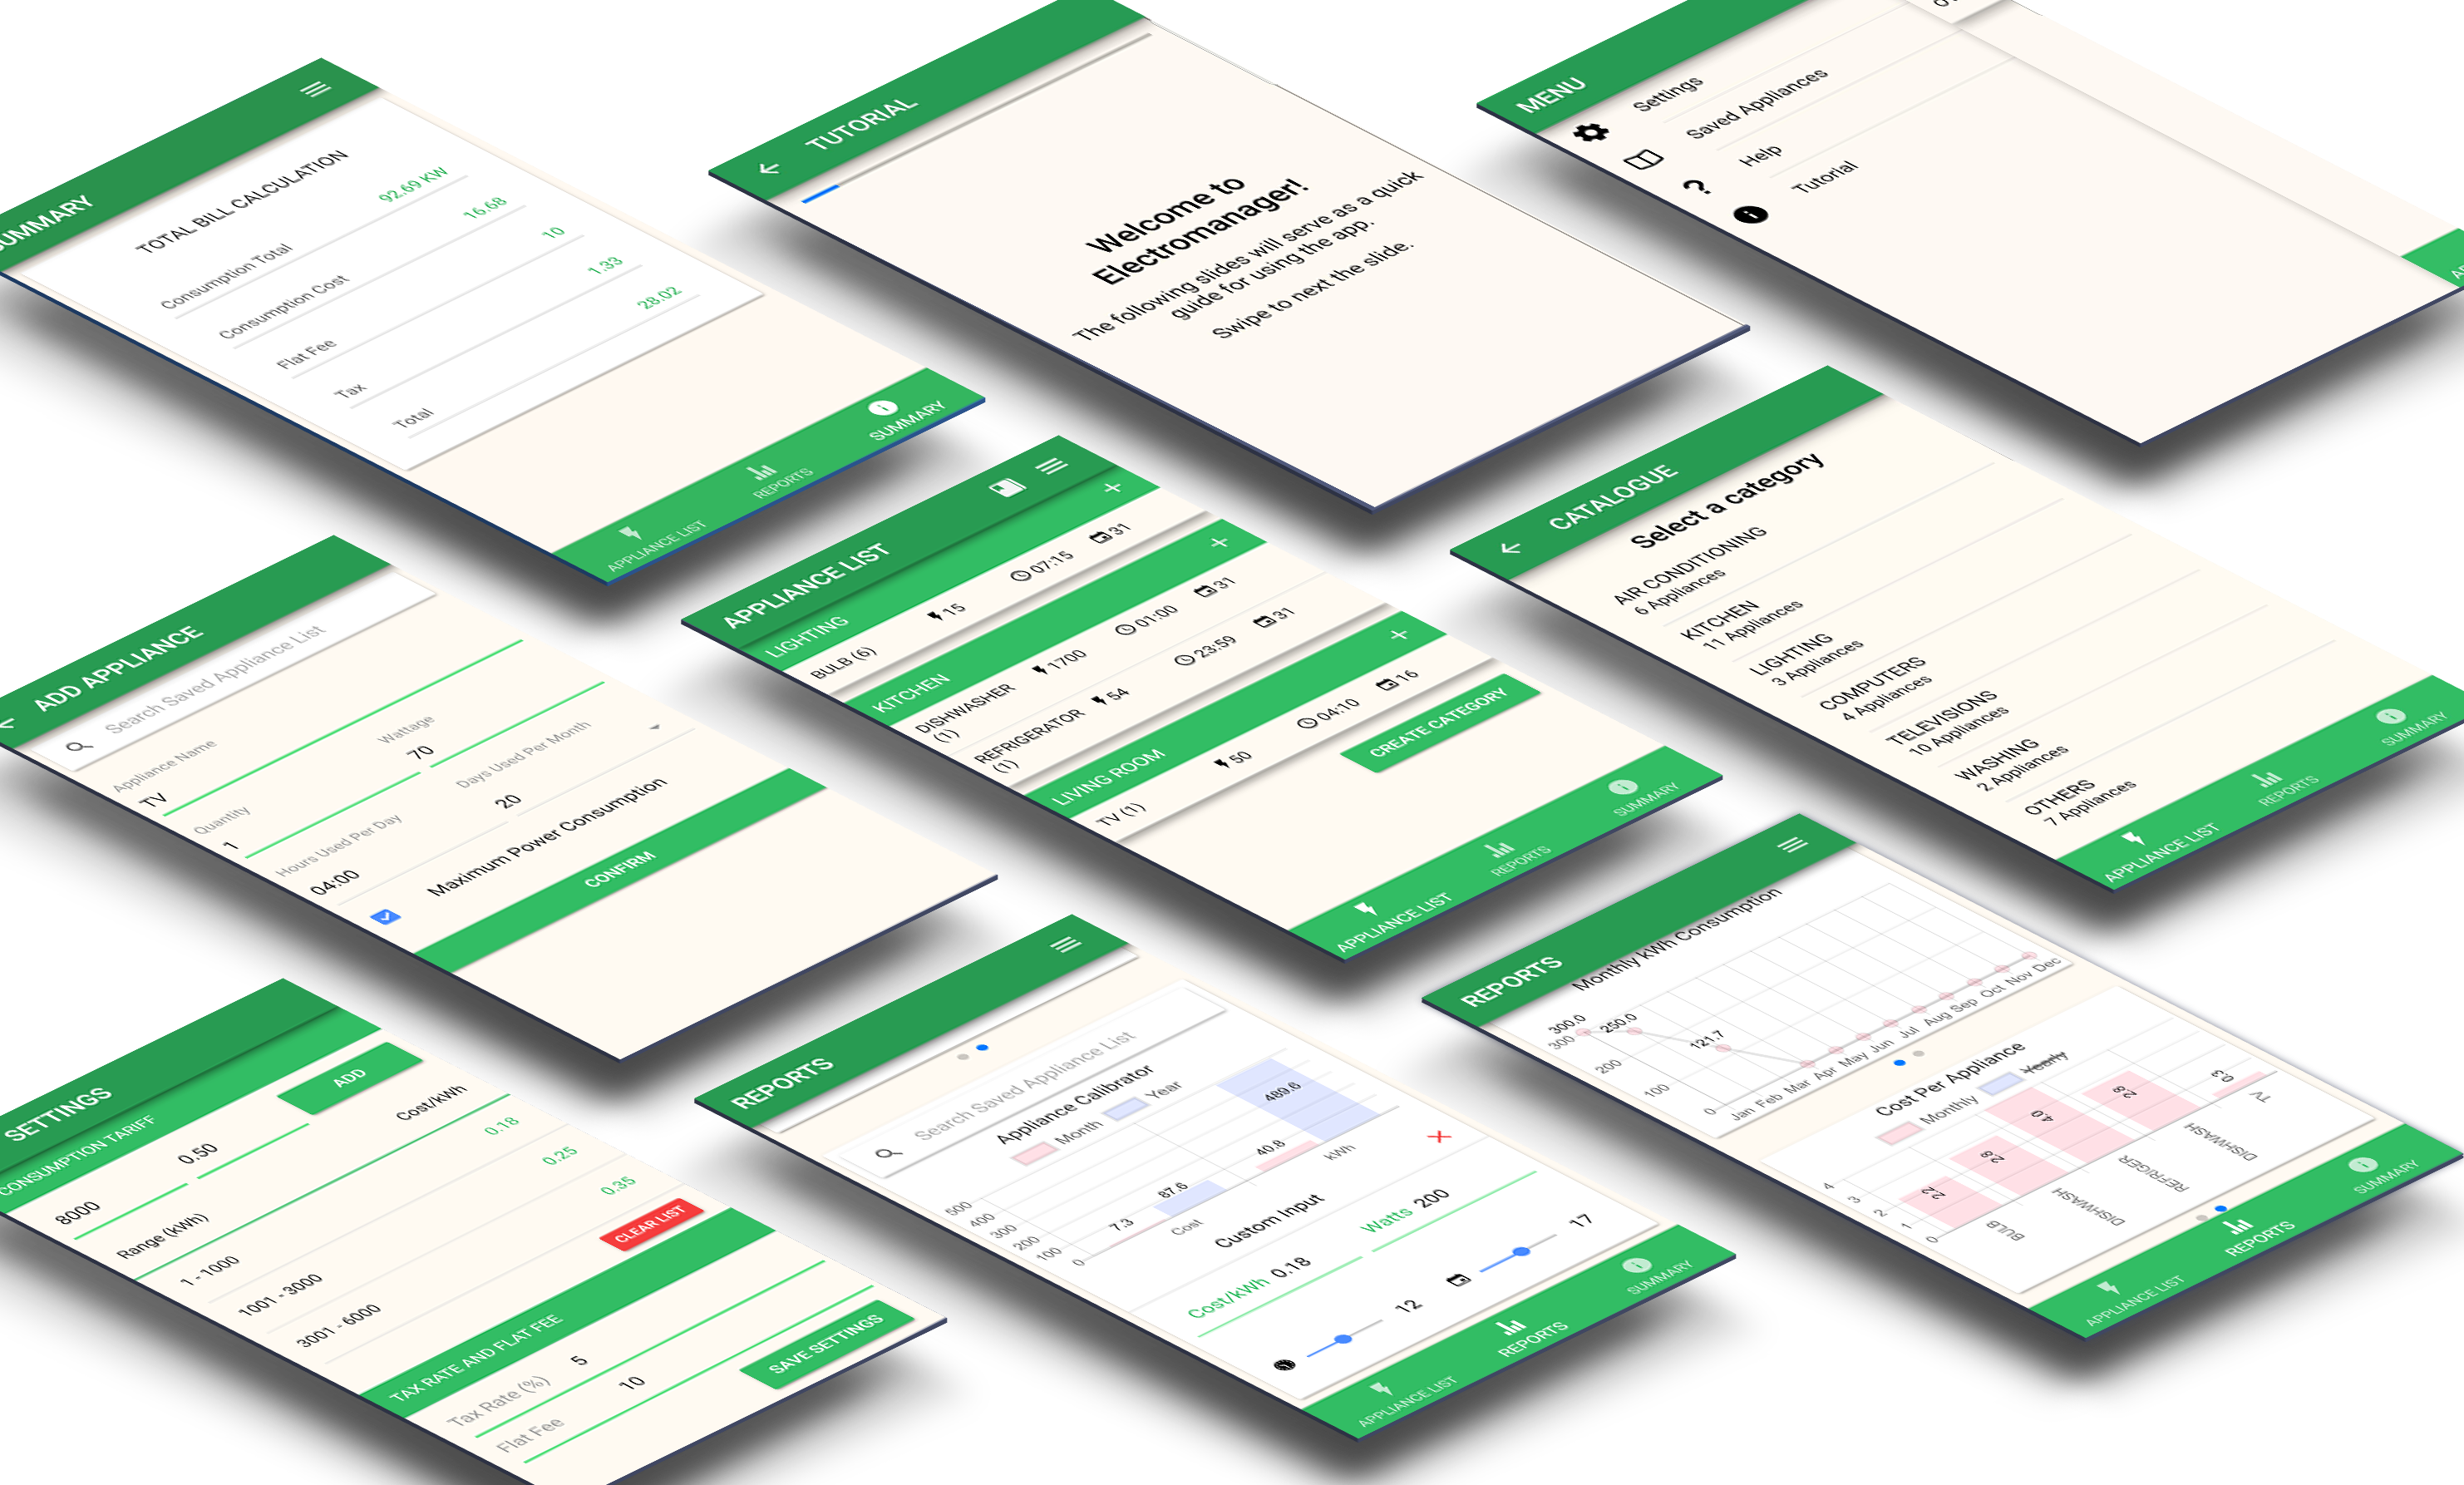 SUMMARY
TOTAL BILL CALCULATION
Consumption Total 92.69 KW
Consumption Cost 16.68
Flat Fee 10
Tax 1.33
Total 28.02
APPLIANCE LIST REPORTS SUMMARY
TUTORIAL
Welcome to
Electromanager!
The following slides will serve as a quick
guide for using the app.
Swipe to next the slide.
MENU
Settings
Saved Appliances
Help
Tutorial
ADD APPLIANCE
Search Saved Appliance List
Appliance Name
TV
Quantity Wattage
1 70
Hours Used Per Day Days Used Per Month
04:00 20
Maximum Power Consumption
CONFIRM
APPLIANCE LIST
LIGHTING +
BULB (6) 15 07:15 31
KITCHEN +
DISHWASHER
(1) 1700 01:00 31
REFRIGERATOR
(1) 54 23:59 31
LIVING ROOM +
TV (1) 50 04:10 16
CREATE CATEGORY
APPLIANCE LIST REPORTS SUMMARY
CATALOGUE
Select a category
AIR CONDITIONING
6 Appliances
KITCHEN
11 Appliances
LIGHTING
3 Appliances
COMPUTERS
4 Appliances
TELEVISIONS
10 Appliances
WASHING
2 Appliances
OTHERS
7 Appliances
APPLIANCE LIST REPORTS SUMMARY
SETTINGS
CONSUMPTION TARIFF
8000 0.50 ADD
Range (kWh) Cost/kWh
1 - 1000 0.18
1001 - 3000 0.25
3001 - 6000 0.35
CLEAR LIST
TAX RATE AND FLAT FEE
Tax Rate (%) 5
Flat Fee 10
SAVE SETTINGS
REPORTS
Search Saved Appliance List
Appliance Calibrator
Month Year
500
400
300
200
100
0
7.3 87.6 40.8 489.6
Cost kWh
Custom Input
Cost/kWh 0.18 Watts 200
12 17
APPLIANCE LIST REPORTS SUMMARY
REPORTS
Monthly kWh Consumption
300.0 250.0 121.7
300
200
100
0
Jan Feb Mar Apr May Jun Jul Aug Sep Oct Nov Dec
Cost Per Appliance
Monthly Yearly
4
3
2
1
0
2.2 2.8 4.0 2.8 0.3
BULB DISHWASH REFRIGER DISHWASH TV
APPLIANCE LIST REPORTS SUMMARY